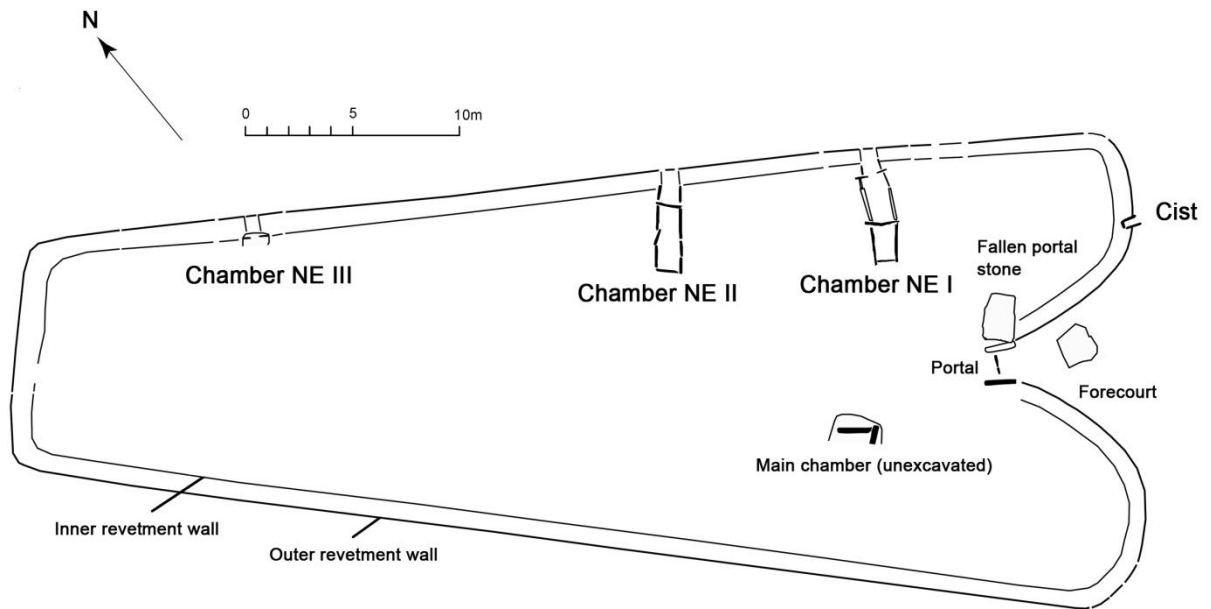 N
0 5 10m
Cist
Fallen portal
stone
Chamber NE III
Chamber NE II
Chamber NE I
Portal
Forecourt
Main chamber (unexcavated)
Inner revetment wall
Outer revetment wall